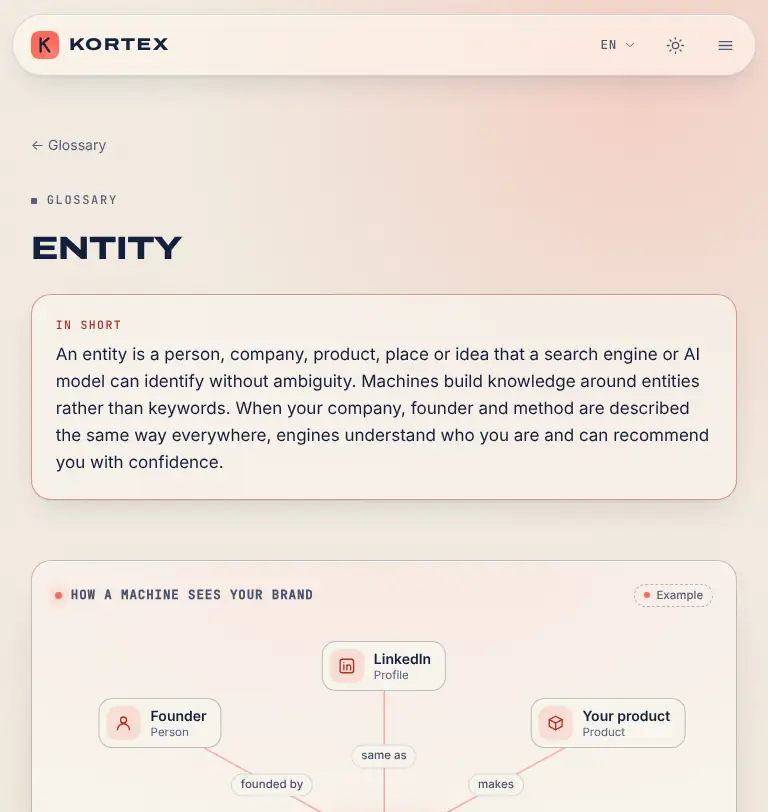 KORTEX
EN
← Glossary
GLOSSARY
ENTITY
IN SHORT
An entity is a person, company, product, place or idea that a search engine or AI
model can identify without ambiguity. Machines build knowledge around entities
rather than keywords. When your company, founder and method are described
the same way everywhere, engines understand who you are and can recommend
you with confidence.
HOW A MACHINE SEES YOUR BRAND
Example
LinkedIn
Profile
Founder
Person
Your product
Product
same as
founded by
makes